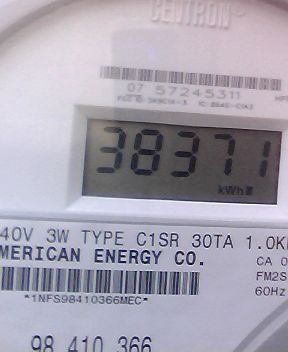 CENTRON®
07 57245311
38371
kWh
40V 3W TYPE C1SR 30TA 1.0K
MERICAN ENERGY CO.
CA 0
FM2S
*1NFS98410366MEC*
60Hz
98 410 366